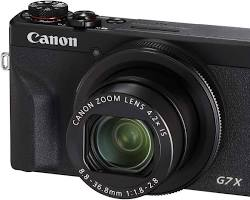 Canon
CANON ZOOM LENS 4.2x IS
8.8-36.8mm 1:1.8-2.8
G7X